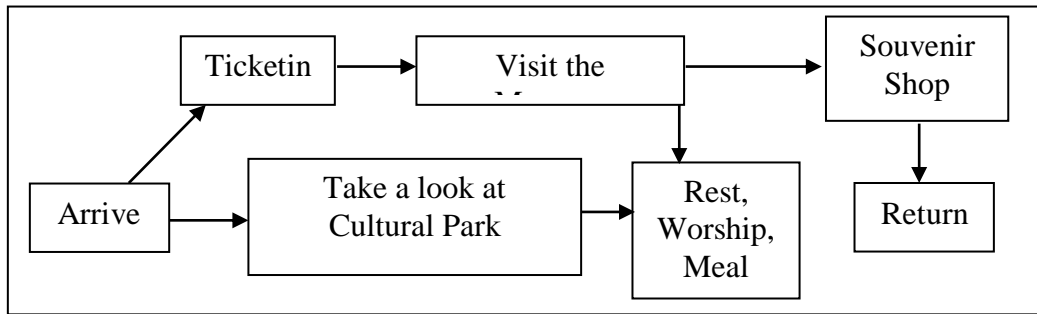 Ticketin
Visit the
Souvenir
Shop
Arrive
Take a look at
Cultural Park
Rest,
Worship,
Meal
Return